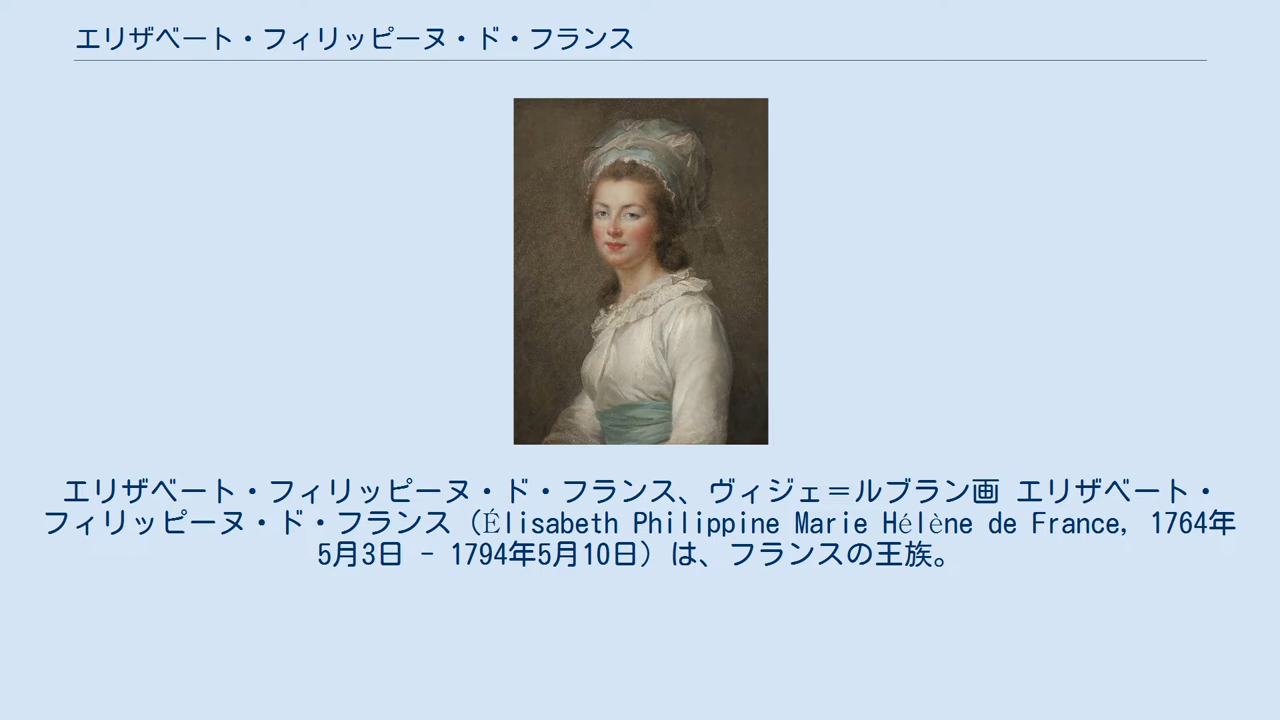 エリザベート・フィリッピーヌ・ド・フランス
エリザベート・フィリッピーヌ・ド・フランス、ヴィジェ＝ルブラン画 エリザベート・
フィリッピーヌ・ド・フランス（Élisabeth Philippine Marie Hélène de France, 1764年
5月3日 - 1794年5月10日）は、フランスの王族。